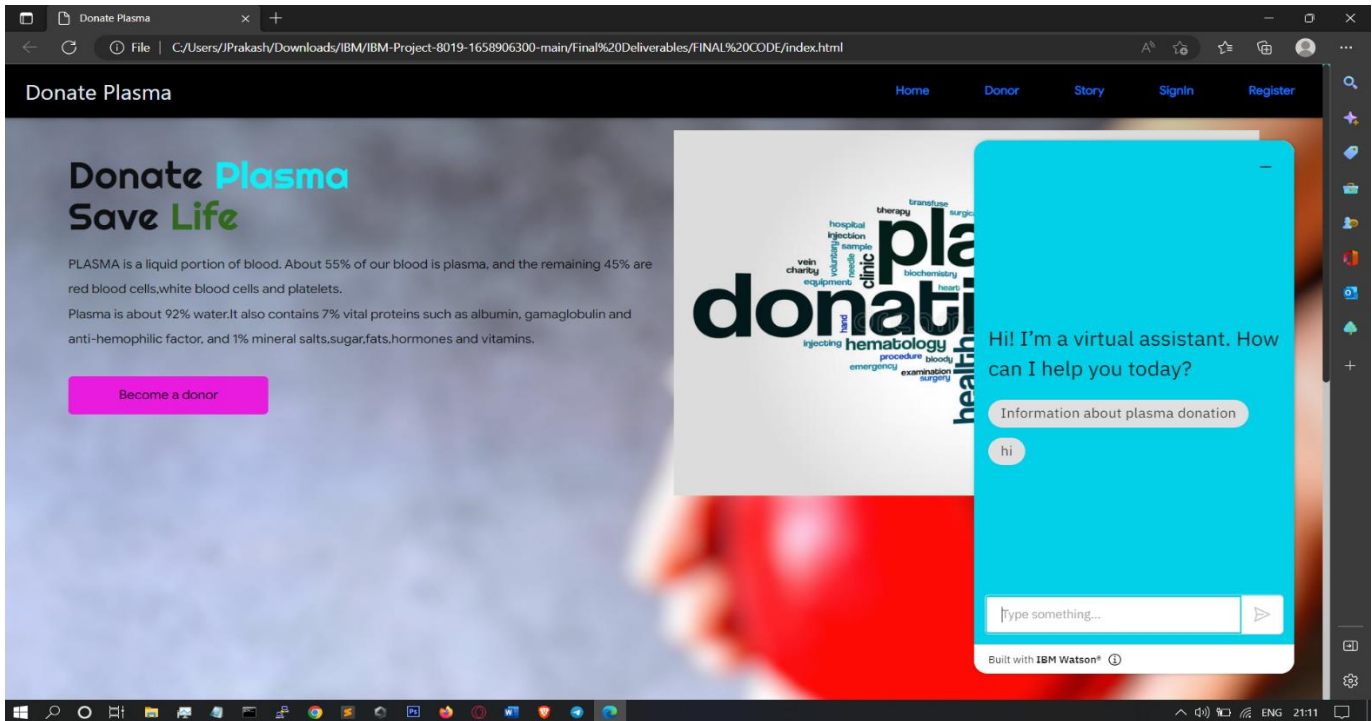 Donate Plasma
File | C:/Users/JPrakash/Downloads/IBM/IBM-Project-8019-1658906300-main/Final%20Deliverables/FINAL%20CODE/index.html
Donate Plasma
Home Donor Story SignIn Register
Donate Plasma
Save Life
PLASMA is a liquid portion of blood. About 55% of our blood is plasma, and the remaining 45% are
red blood cells,white blood cells and platelets.
Plasma is about 92% water.It also contains 7% vital proteins such as albumin, gamaglobulin and
anti-hemophilic factor, and 1% mineral salts,sugar,fats,hormones and vitamins.
Become a donor
transfuse
therapy
hospital
injection
sample
voluntary
needle
clinic
vein
charity
equipment
biochemistry
heart
donati
hand
injecting
hematology
procedure
bloody
emergency
examination
surgery
Hi! I'm a virtual assistant. How
can I help you today?
Information about plasma donation
hi
Type something...
Built with IBM Watson®
ENG 21:11